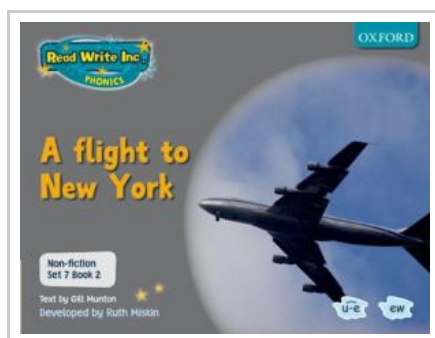 OXFORD
Read Write Inc.
PHONICS
A flight to
New York
Non-fiction
Set 7 Book 2
Text by Gill Munton
Developed by Ruth Miskin
u-e ew